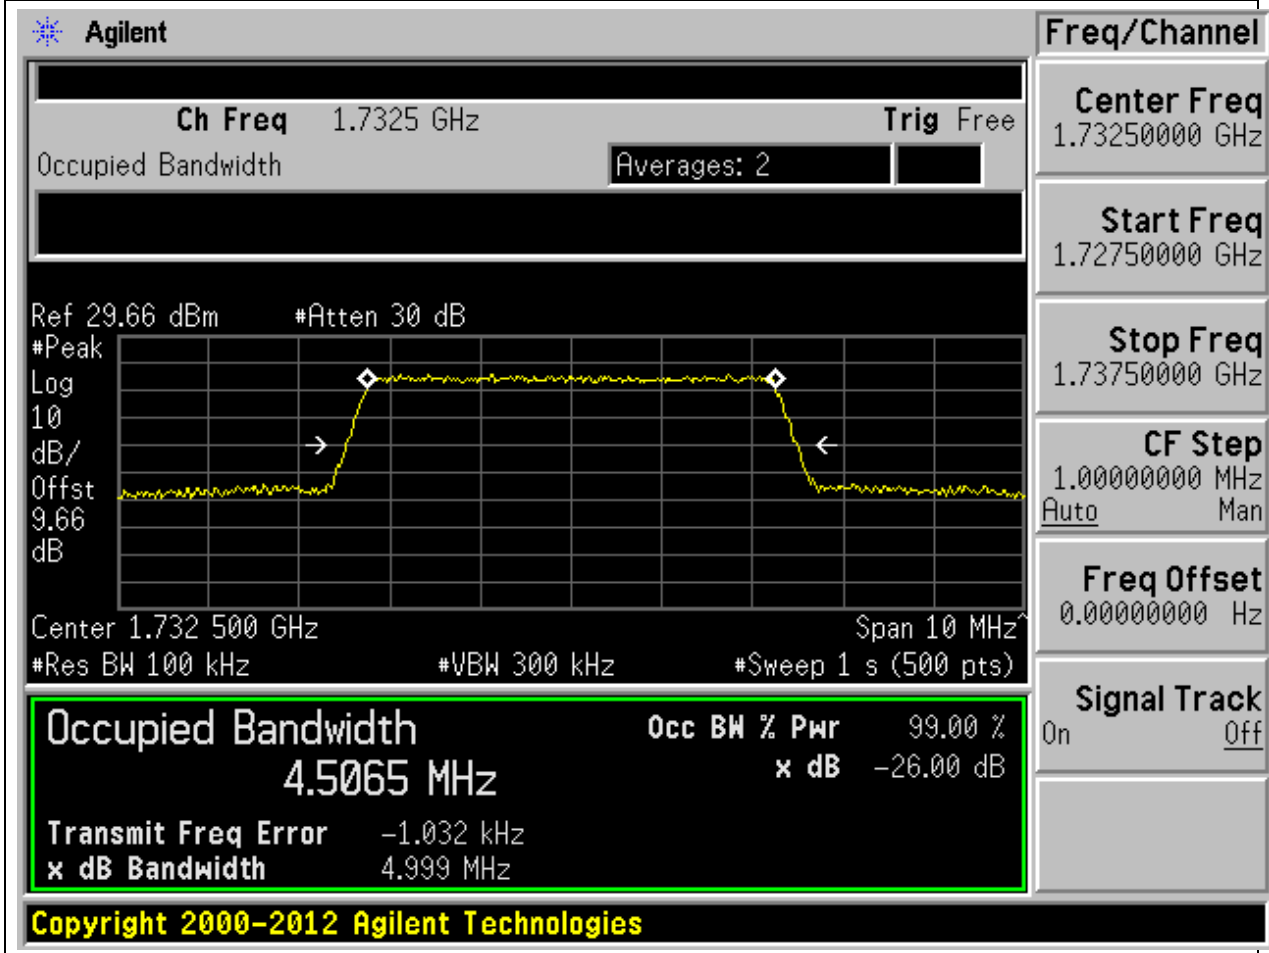 Agilent
Freq/Channel
Ch Freq 1.7325 GHz Trig Free
Occupied Bandwidth Averages: 2
Center Freq
1.73250000 GHz
Start Freq
1.72750000 GHz
Stop Freq
1.73750000 GHz
CF Step
1.00000000 MHz
Auto Man
Freq Offset
0.00000000 Hz
Signal Track
On Off
Ref 29.66 dBm #Atten 30 dB
#Peak
Log
10
dB/
Offst
9.66
dB
Center 1.732 500 GHz Span 10 MHz^
#Res BW 100 kHz #VBW 300 kHz #Sweep 1 s (500 pts)
Occupied Bandwidth Occ BW % Pwr 99.00 %
4.5065 MHz x dB -26.00 dB
Transmit Freq Error -1.032 kHz
x dB Bandwidth 4.999 MHz
Copyright 2000-2012 Agilent Technologies